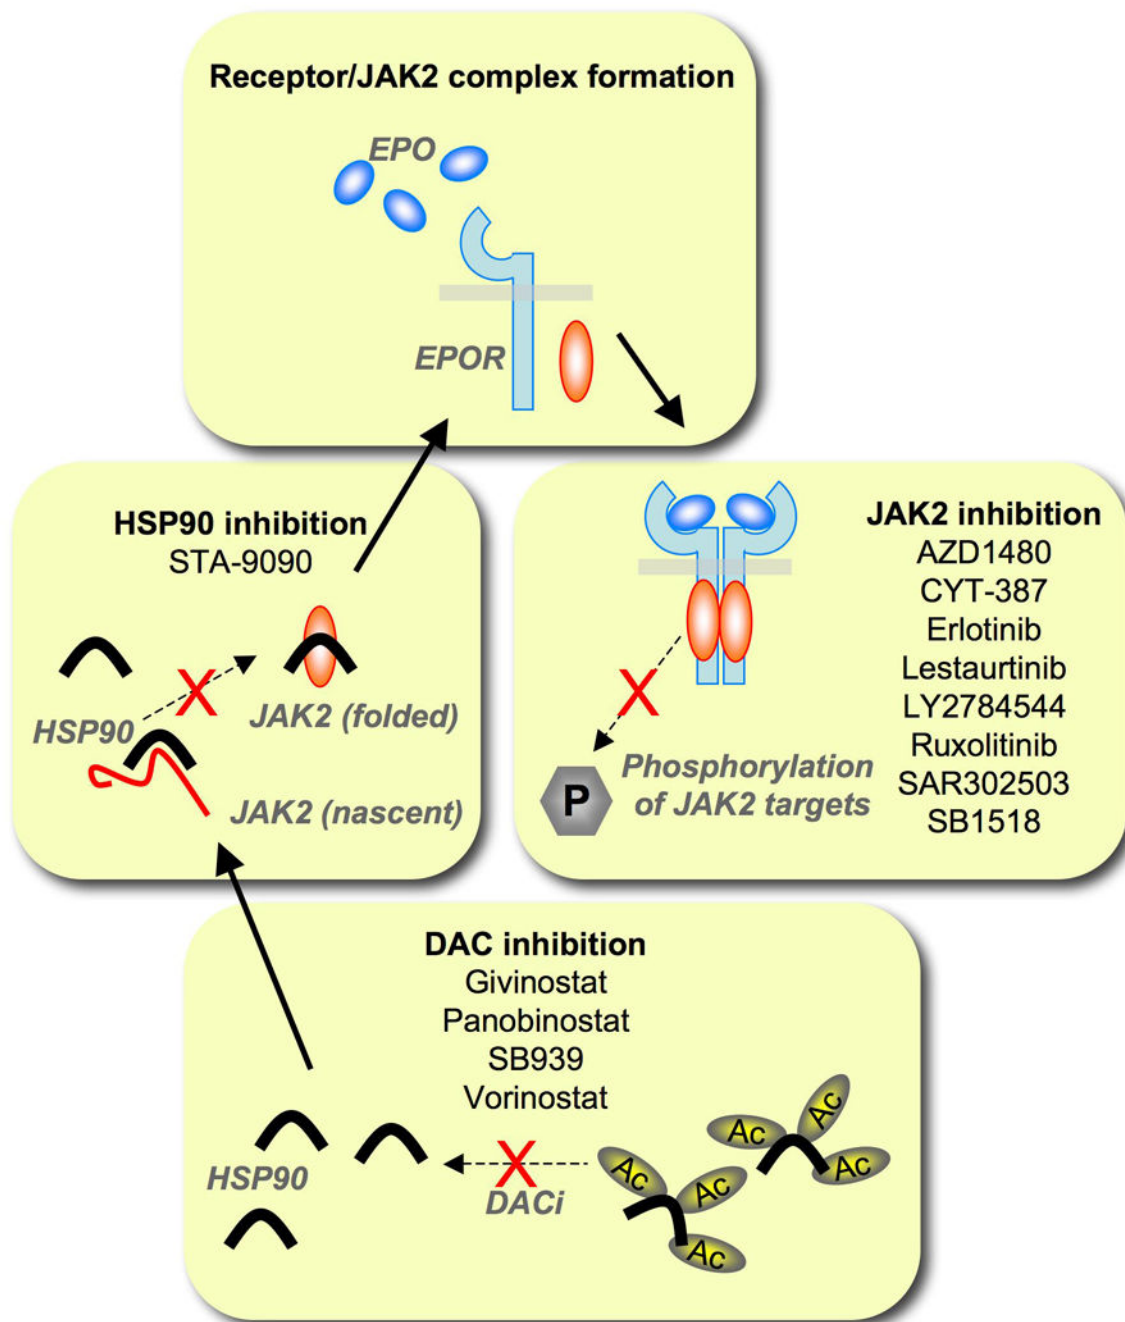 Receptor/JAK2 complex formation
EPO
EPOR
HSP90 inhibition
STA-9090
HSP90
JAK2 (folded)
JAK2 (nascent)
JAK2 inhibition
AZD1480
CYT-387
Erlotinib
Lestaurtinib
LY2784544
Ruxolitinib
SAR302503
SB1518
Phosphorylation
of JAK2 targets
P
DAC inhibition
Givinostat
Panobinostat
SB939
Vorinostat
HSP90
DACi
Ac
Ac
Ac
Ac
Ac
Ac